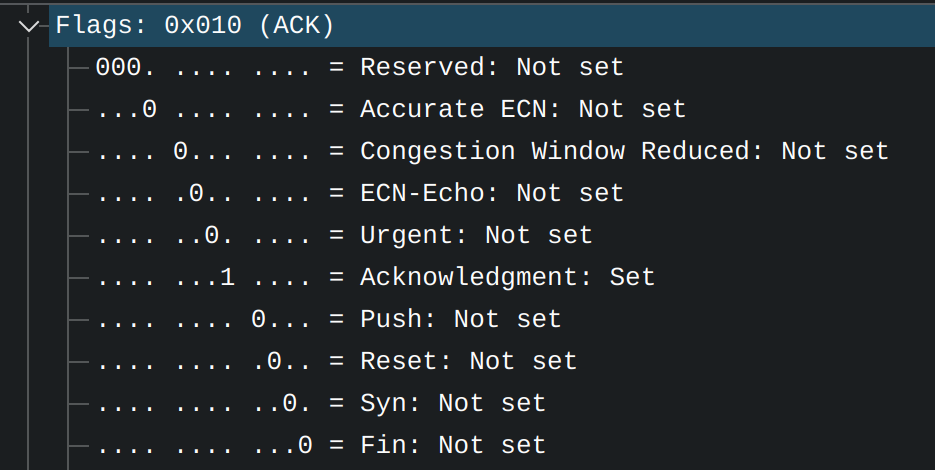 Flags: 0x010 (ACK)
000. .... .... = Reserved: Not set
...0 .... .... = Accurate ECN: Not set
.... 0... .... = Congestion Window Reduced: Not set
.... .0.. .... = ECN-Echo: Not set
.... ..0. .... = Urgent: Not set
.... ...1 .... = Acknowledgment: Set
.... .... 0... = Push: Not set
.... .... .0.. = Reset: Not set
.... .... ..0. = Syn: Not set
.... .... ...0 = Fin: Not set